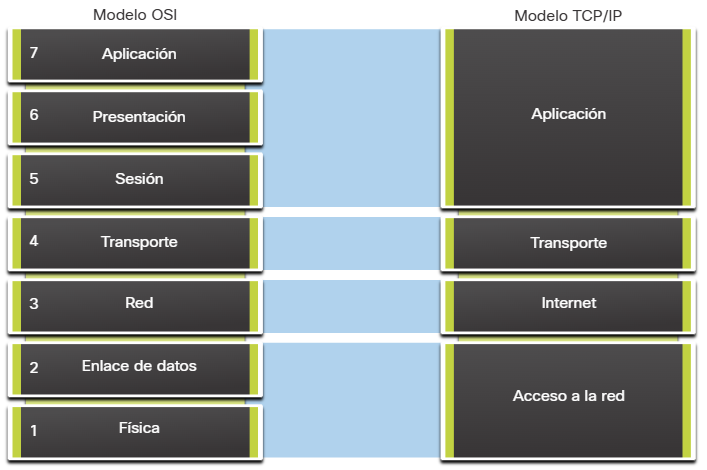 Modelo OSI
Modelo TCP/IP
7 Aplicación
6 Presentación
5 Sesión
4 Transporte
3 Red
2 Enlace de datos
1 Física
Aplicación
Transporte
Internet
Acceso a la red